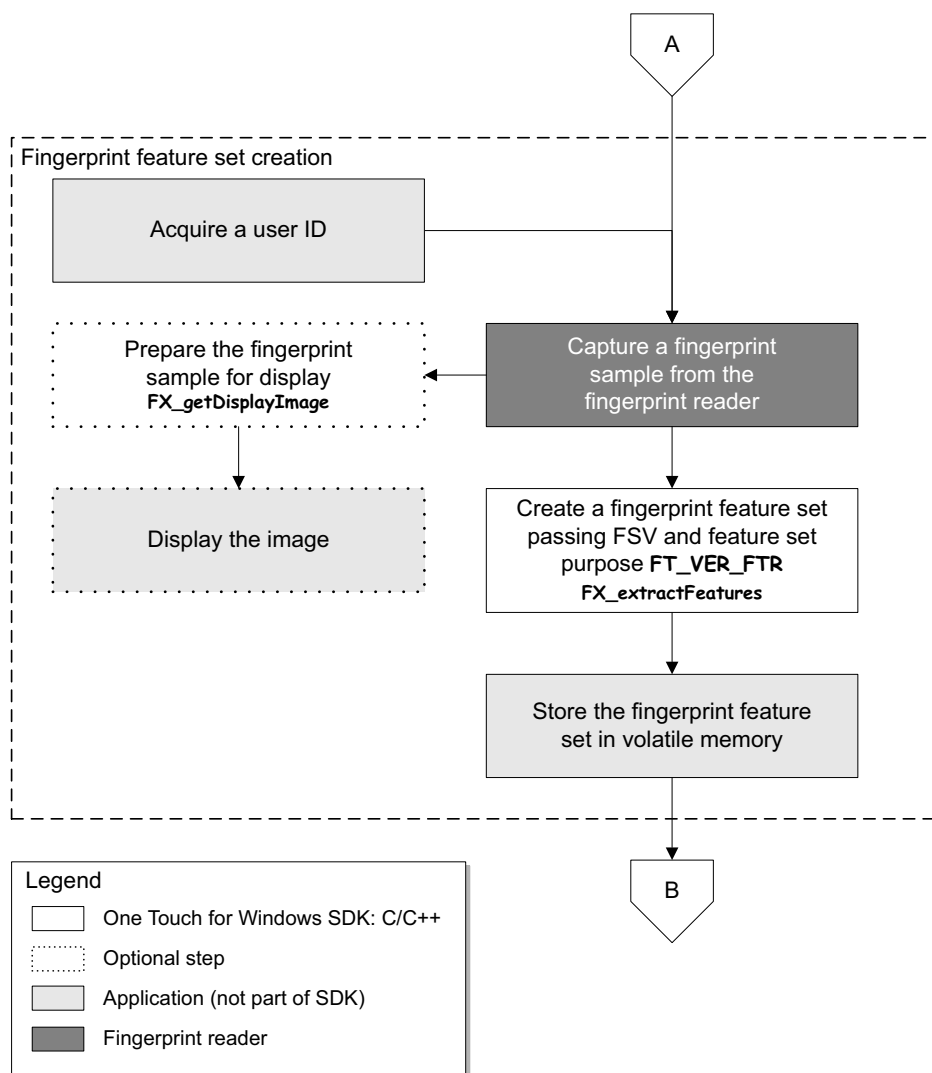 A
Fingerprint feature set creation
Acquire a user ID
Prepare the fingerprint
sample for display
FX_getDisplayImage
Capture a fingerprint
sample from the
fingerprint reader
Display the image
Create a fingerprint feature set
passing FSV and feature set
purpose FT_VER_FTR
FX_extractFeatures
Store the fingerprint feature
set in volatile memory
B
Legend
One Touch for Windows SDK: C/C++
Optional step
Application (not part of SDK)
Fingerprint reader